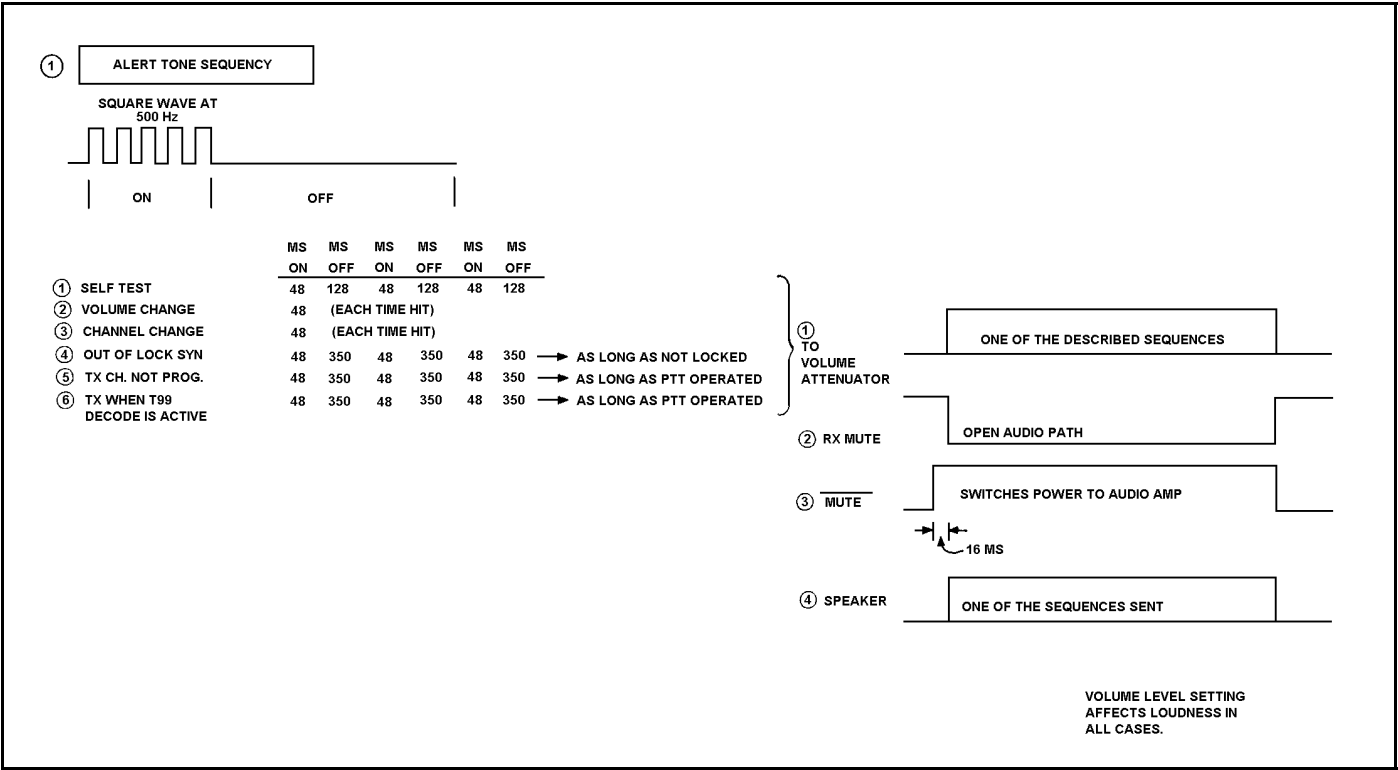 1 ALERT TONE SEQUENCY
SQUARE WAVE AT
500 Hz
ON OFF
MS MS MS MS MS MS
ON OFF ON OFF ON OFF
1 SELF TEST 48 128 48 128 48 128
2 VOLUME CHANGE 48 (EACH TIME HIT)
3 CHANNEL CHANGE 48 (EACH TIME HIT)
4 OUT OF LOCK SYN 48 350 48 350 48 350 AS LONG AS NOT LOCKED
5 TX CH. NOT PROG. 48 350 48 350 48 350 AS LONG AS PTT OPERATED
6 TX WHEN T99 48 350 48 350 48 350 AS LONG AS PTT OPERATED
DECODE IS ACTIVE
1
TO
VOLUME
ATTENUATOR
ONE OF THE DESCRIBED SEQUENCES
2 RX MUTE
OPEN AUDIO PATH
3 MUTE
SWITCHES POWER TO AUDIO AMP
16 MS
4 SPEAKER
ONE OF THE SEQUENCES SENT
VOLUME LEVEL SETTING
AFFECTS LOUDNESS IN
ALL CASES.